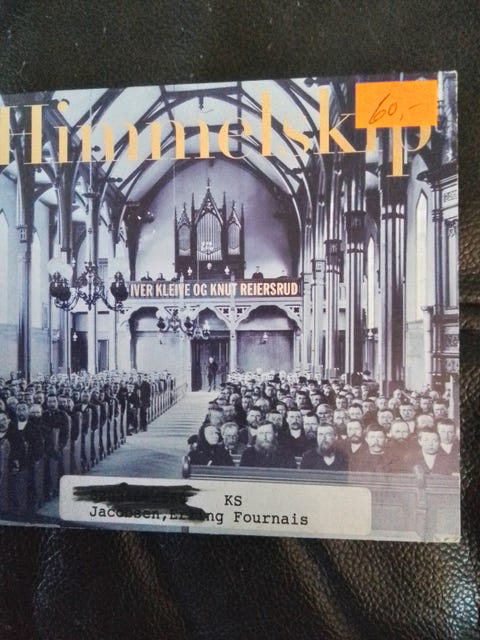 Himmelskip
60,-
IVER KLEIVE OG KNUT REIERSRUD
KS
Jacobsen, Erling Fournais